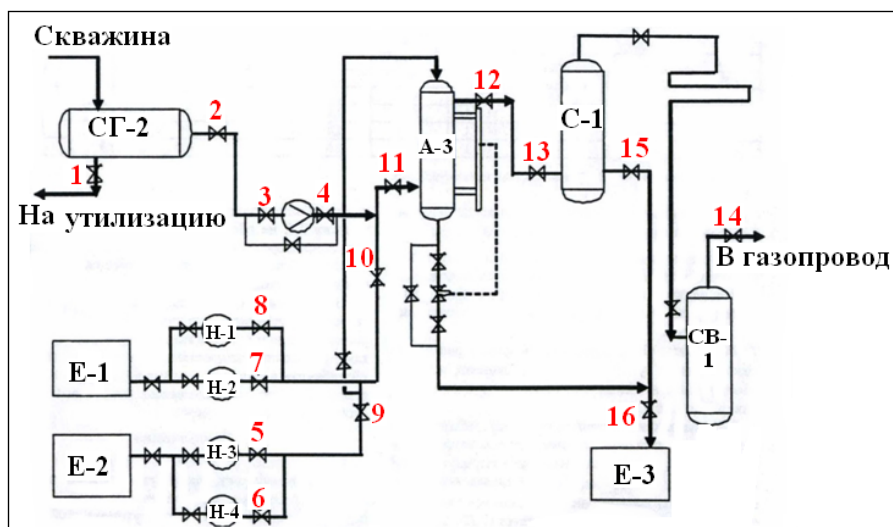 Скважина
СГ-2
2
1
На утилизацию
3
4
10
11
А-3
12
С-1
13
15
14
В газопровод
СВ-
1
8
Н-1
Е-1
7
Н-2
9
5
Н-3
Е-2
6
Н-4
16
Е-3